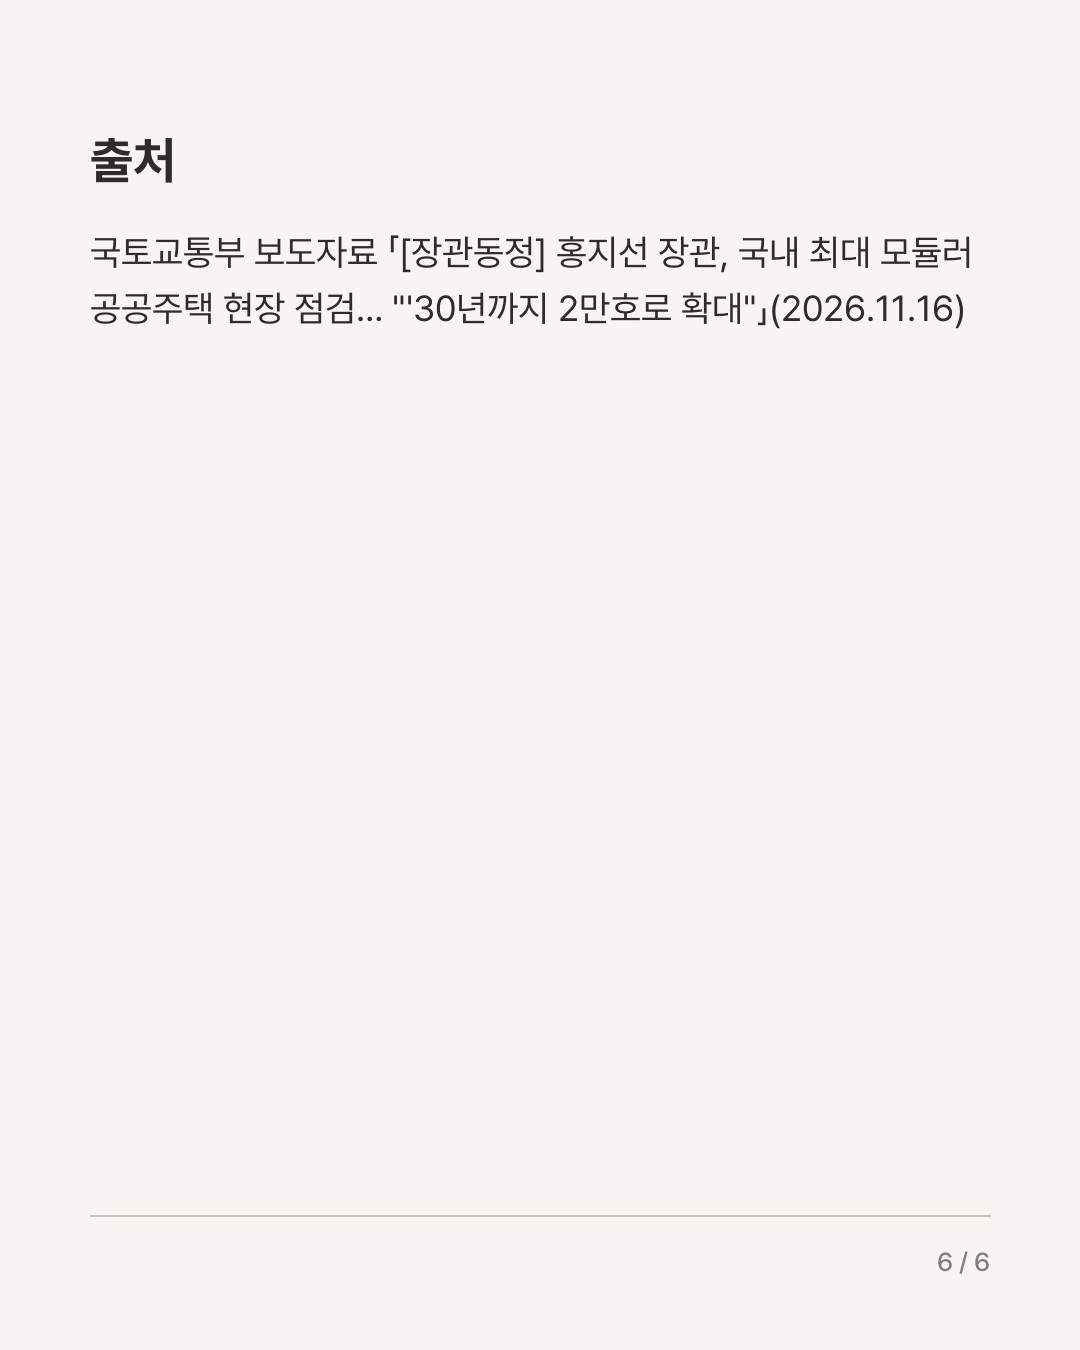 출처
국토교통부 보도자료 ｢[장관동정] 홍지선 장관, 국내 최대 모듈러
공공주택 현장 점검… "'30년까지 2만호로 확대"｣(2026.11.16)
6 / 6